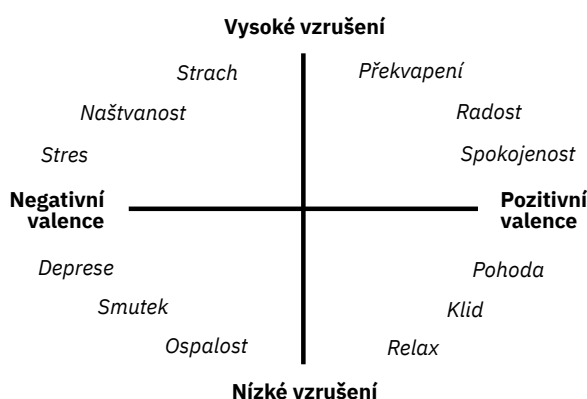 Vysoké vzrušení
Strach
Překvapení
Naštvanost
Radost
Stres
Spokojenost
Negativní
valence
Pozitivní
valence
Deprese
Pohoda
Smutek
Klid
Ospalost
Relax
Nízké vzrušení